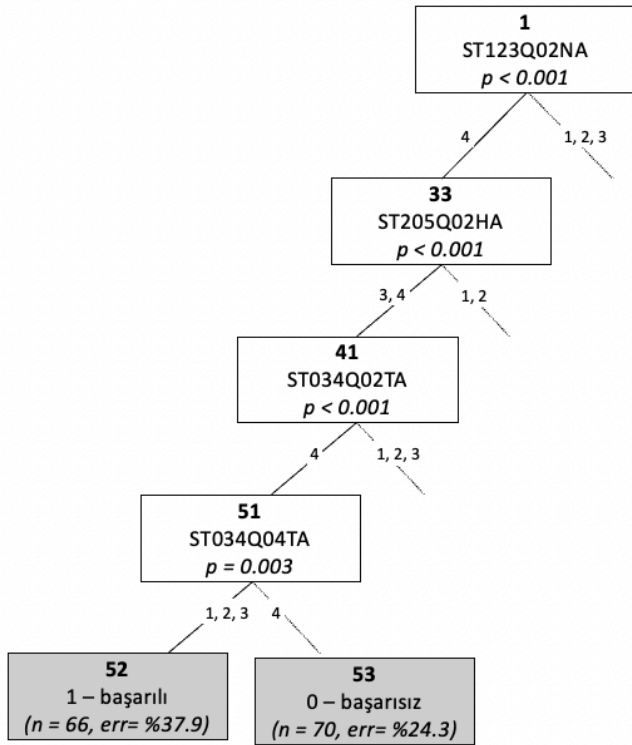 1
ST123Q02NA
p < 0.001
4
1, 2, 3
33
ST205Q02HA
p < 0.001
3, 4
1, 2
41
ST034Q02TA
p < 0.001
4
1, 2, 3
51
ST034Q04TA
p = 0.003
1, 2, 3
4
52
1 – başarılı
(n = 66, err= %37.9)
53
0 – başarısız
(n = 70, err= %24.3)